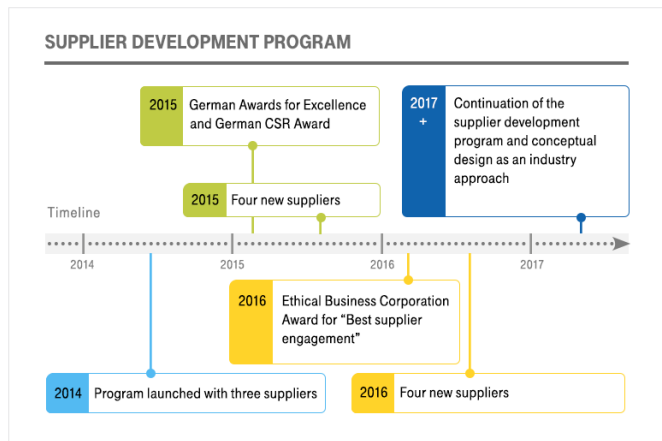 SUPPLIER DEVELOPMENT PROGRAM
2015 German Awards for Excellence
and German CSR Award
2017
+
Continuation of the
supplier development
program and conceptual
design as an industry
approach
2015 Four new suppliers
Timeline
2014 2015 2016 2017
2016 Ethical Business Corporation
Award for “Best supplier
engagement”
2014 Program launched with three suppliers
2016 Four new suppliers